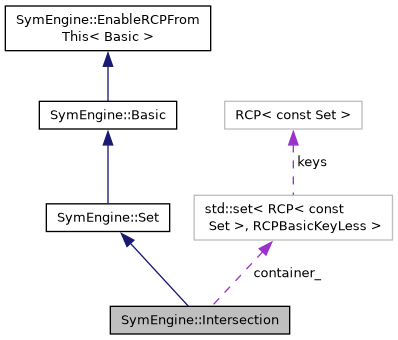 SymEngine::EnableRCPFrom
This< Basic >
SymEngine::Basic
RCP< const Set >
keys
SymEngine::Set
std::set< RCP< const
Set >, RCPBasicKeyLess >
container_
SymEngine::Intersection